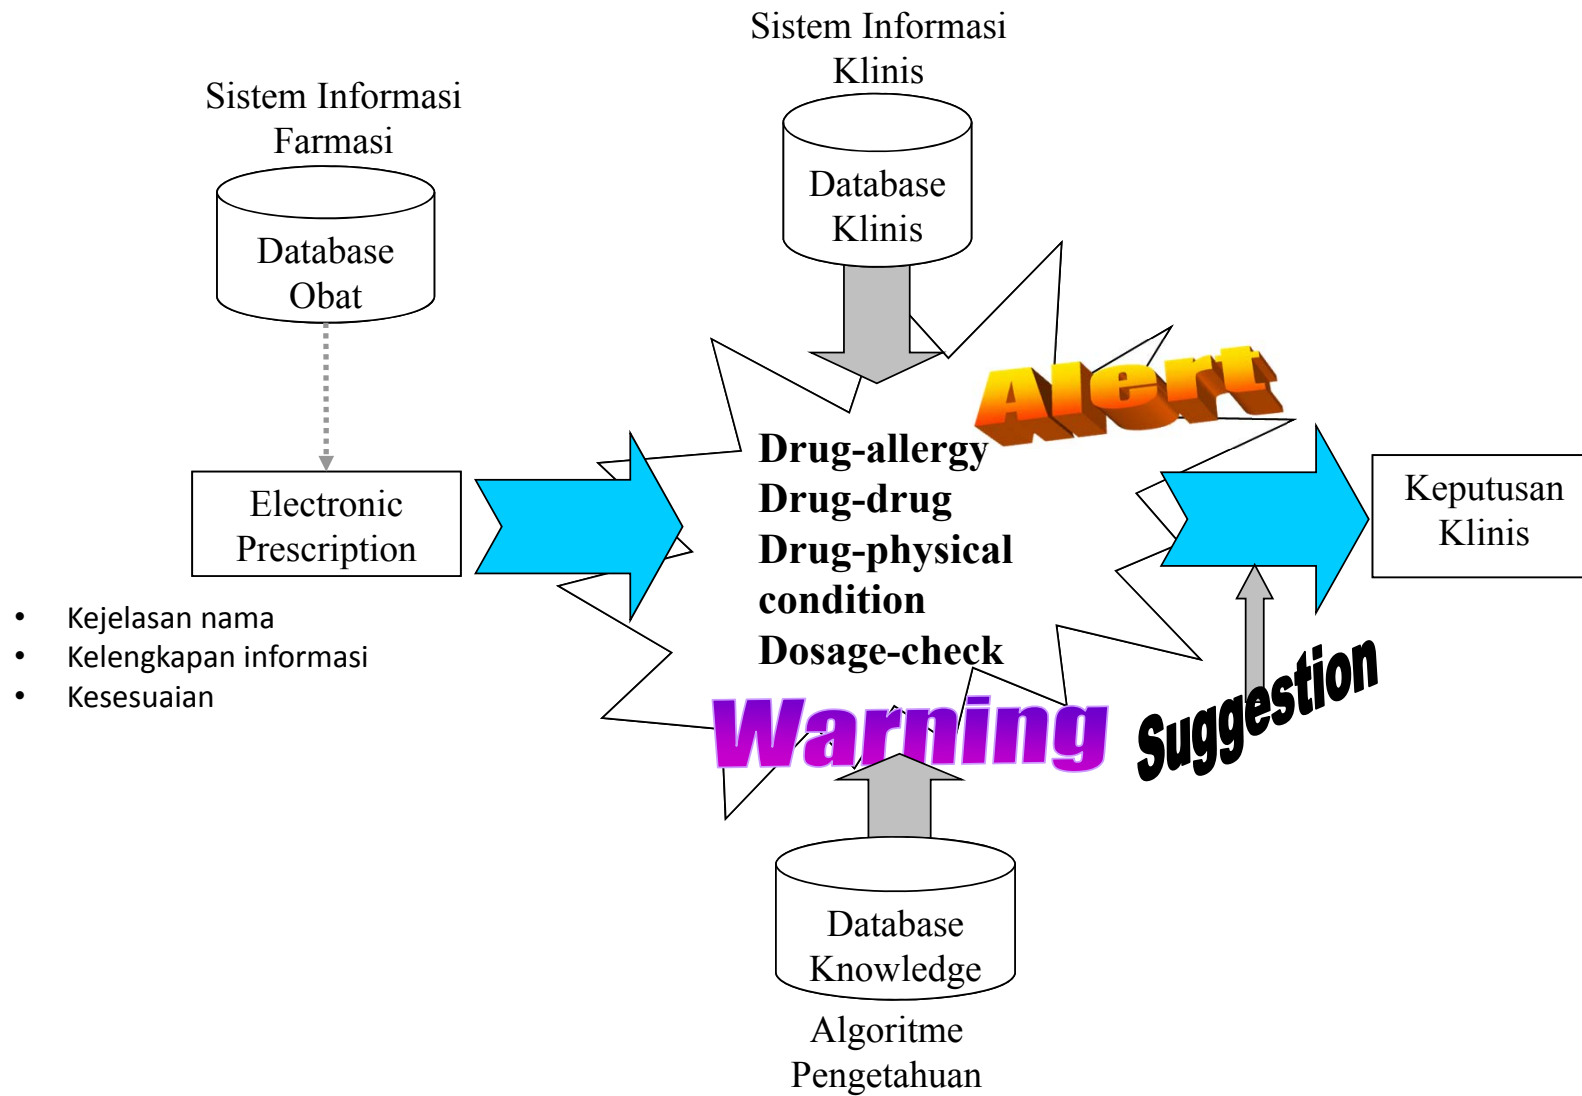 Sistem Informasi
Farmasi
Database
Obat
Electronic
Prescription
• Kejelasan nama
• Kelengkapan informasi
• Kesesuaian
Sistem Informasi
Klinis
Database
Klinis
Alert
Drug-allergy
Drug-drug
Drug-physical
condition
Dosage-check
Warning
Suggestion
Database
Knowledge
Algoritme
Pengetahuan
Keputusan
Klinis